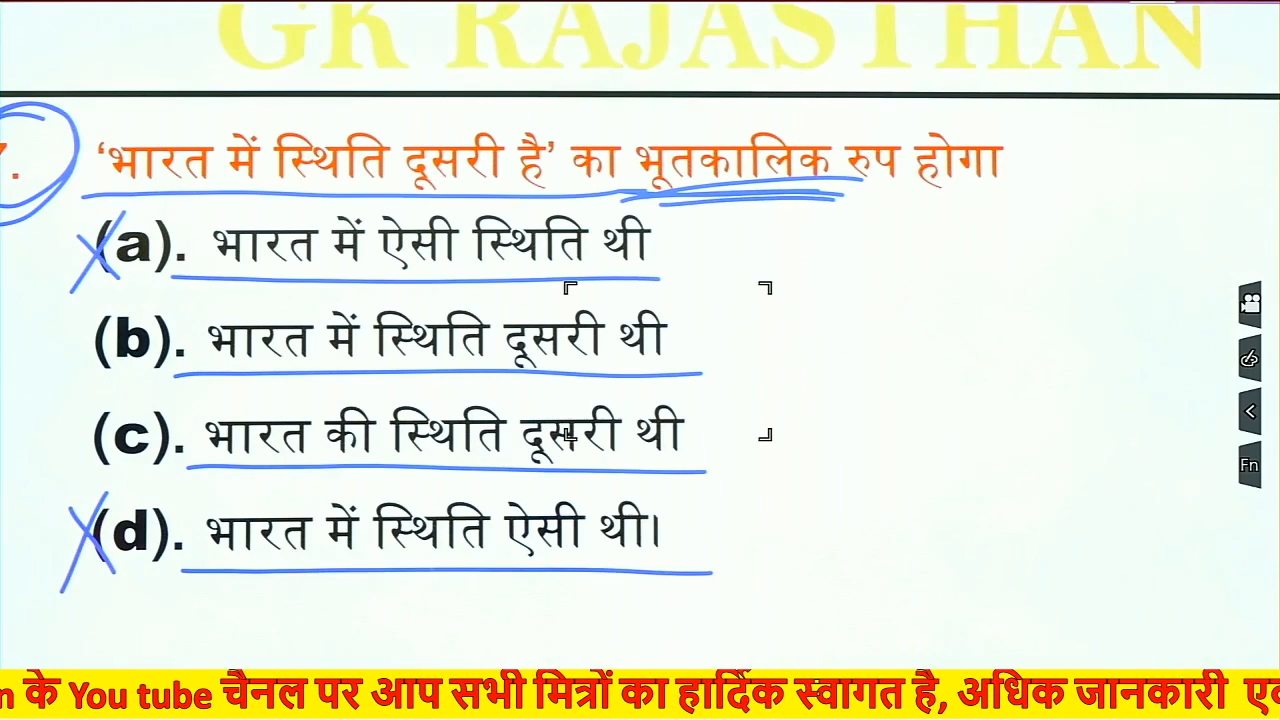 GK RAJASTHAN
7. ‘भारत में स्थिति दूसरी है’ का भूतकालिक रुप होगा
(a). भारत में ऐसी स्थिति थी
(b). भारत में स्थिति दूसरी थी
(c). भारत की स्थिति दूसरी थी
(d). भारत में स्थिति ऐसी थी।
Fn
के You tube चैनल पर आप सभी मित्रों का हार्दिक स्वागत है, अधिक जानकारी